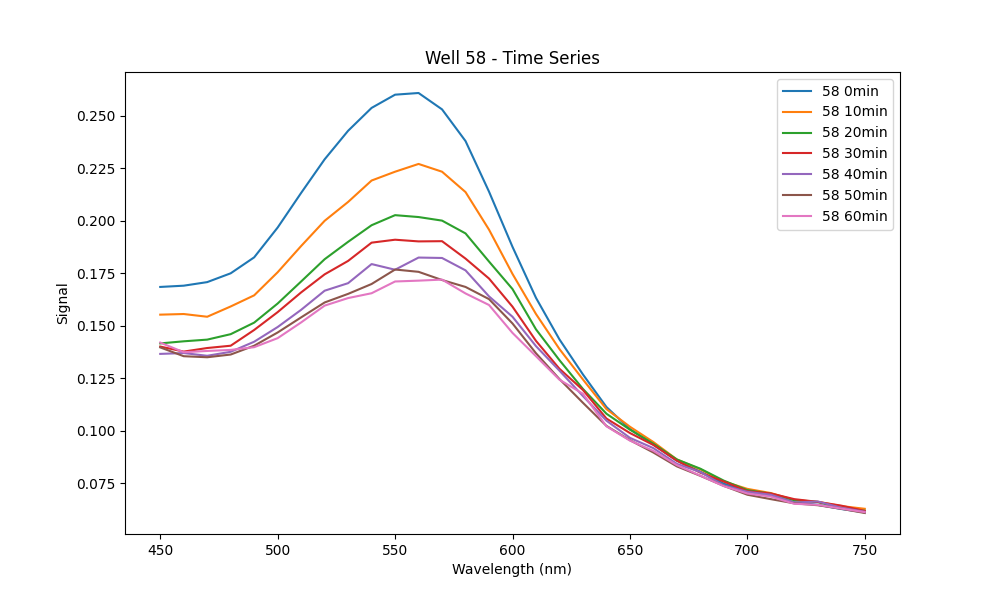 Well 58 - Time Series
58 0min
58 10min
58 20min
58 30min
58 40min
58 50min
58 60min
Signal
0.250
0.225
0.200
0.175
0.150
0.125
0.100
0.075
450 500 550 600 650 700 750
Wavelength (nm)